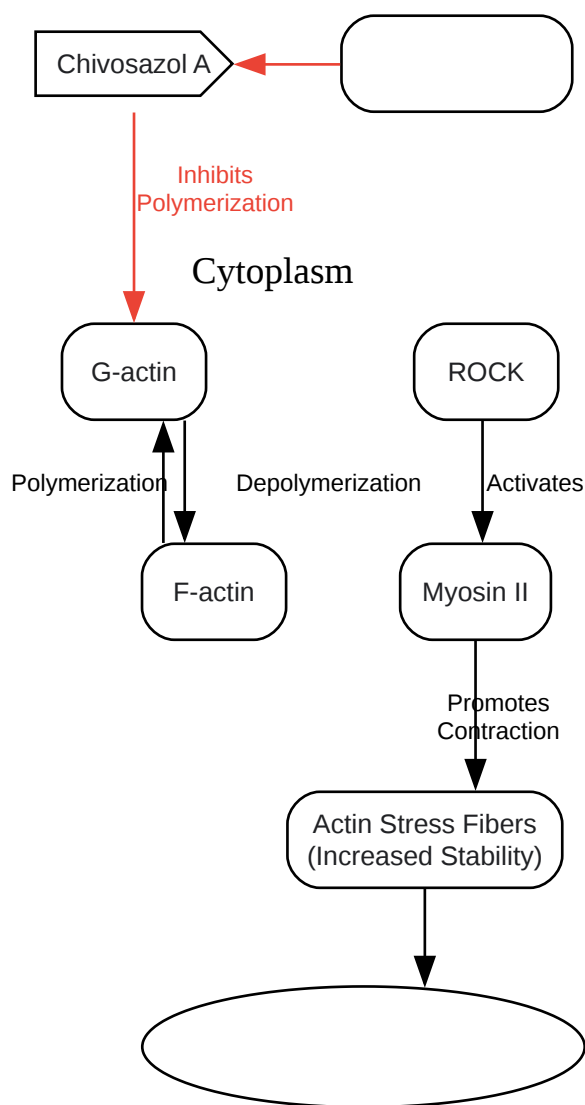 Chivosazol A
Inhibits
Polymerization
Cytoplasm
G-actin
ROCK
Polymerization
Depolymerization
Activates
F-actin
Myosin II
Promotes
Contraction
Actin Stress Fibers
(Increased Stability)